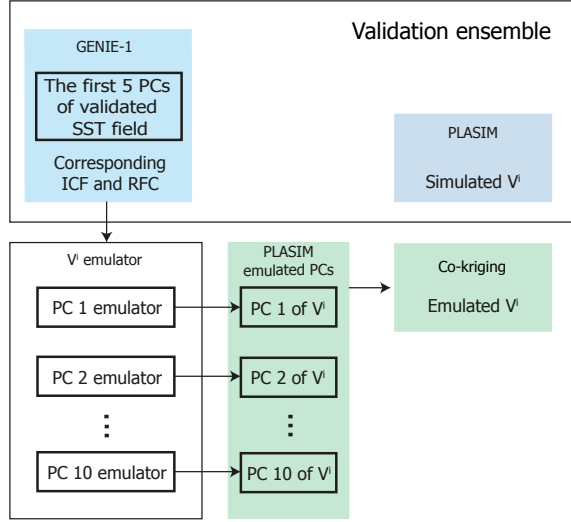 Validation ensemble
GENIE-1
The first 5 PCs
of validated
SST field
Corresponding
ICF and RFC
PLASIM
Simulated Vⁱ
Vⁱ emulator
PC 1 emulator
PC 2 emulator
⋮
PC 10 emulator
PLASIM
emulated PCs
PC 1 of Vⁱ
PC 2 of Vⁱ
⋮
PC 10 of Vⁱ
Co-kriging
Emulated Vⁱ